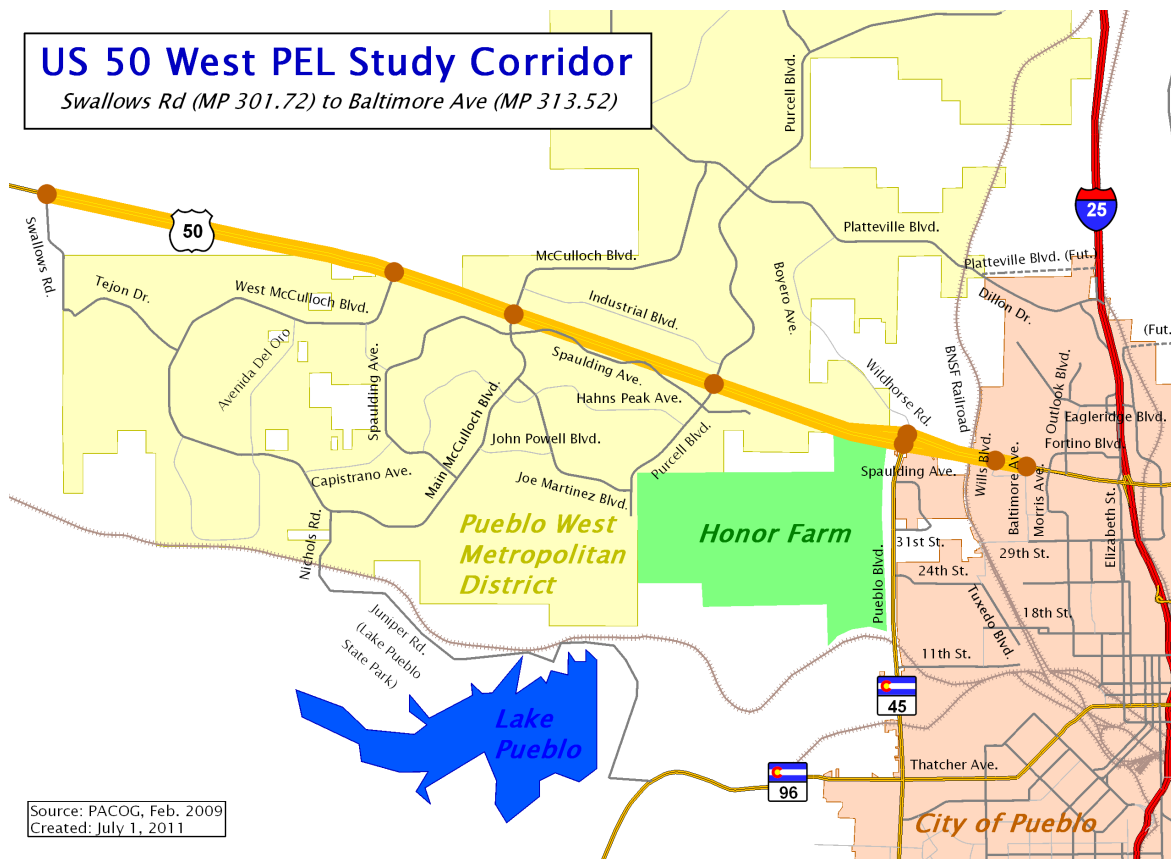 US 50 West PEL Study Corridor
Swallows Rd (MP 301.72) to Baltimore Ave (MP 313.52)
Purcell Blvd.
25
50
Swallows Rd.
Platteville Blvd.
McCulloch Blvd.
Platteville Blvd. (Fut.)
Tejon Dr.
West McCulloch Blvd.
Industrial Blvd.
Boyero Ave.
Dillon Dr.
(Fut.
Avenida Del Oro
Spaulding Ave.
Spaulding Ave.
Wildhorse Rd.
BNSF Railroad
Outlook Blvd.
Hahns Peak Ave.
Eagleridge Blvd.
Main McCulloch Blvd.
John Powell Blvd.
Purcell Blvd.
Fortino Blvd.
Capistrano Ave.
Joe Martinez Blvd.
Spaulding Ave.
Wills Blvd.
Baltimore Ave.
Morris Ave.
Elizabeth St.
Nichols Rd.
Pueblo West
Metropolitan
District
Honor Farm
31st St.
29th St.
24th St.
Pueblo Blvd.
Tuxedo Blvd.
18th St.
Juniper Rd.
(Lake Pueblo
State Park)
11th St.
45
Lake
Pueblo
Thatcher Ave.
96
Source: PACOG, Feb. 2009
Created: July 1, 2011
City of Pueblo